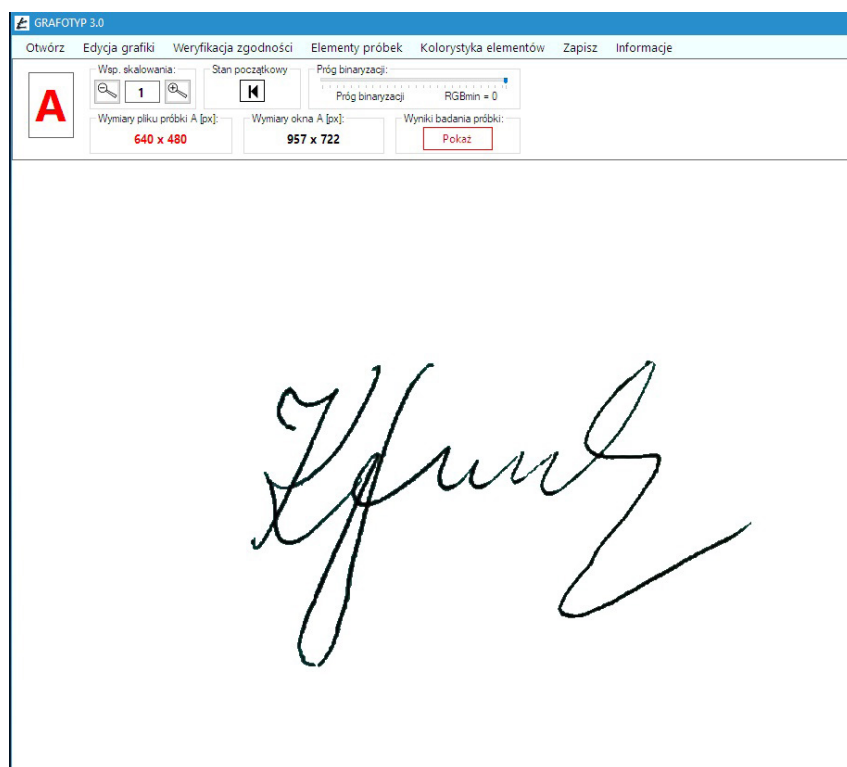 GRAFOTYP 3.0
Otwórz Edycja grafiki Weryfikacja zgodności Elementy próbek Kolorystyka elementów Zapisz Informacje
A
Wsp. skalowania: Stan początkowy Próg binaryzacji:
1
Próg binaryzacji RGBmin = 0
Wymiary pliku próbki A [px]: Wymiary okna A [px]: Wyniki badania próbki:
640 x 480 957 x 722 Pokaż